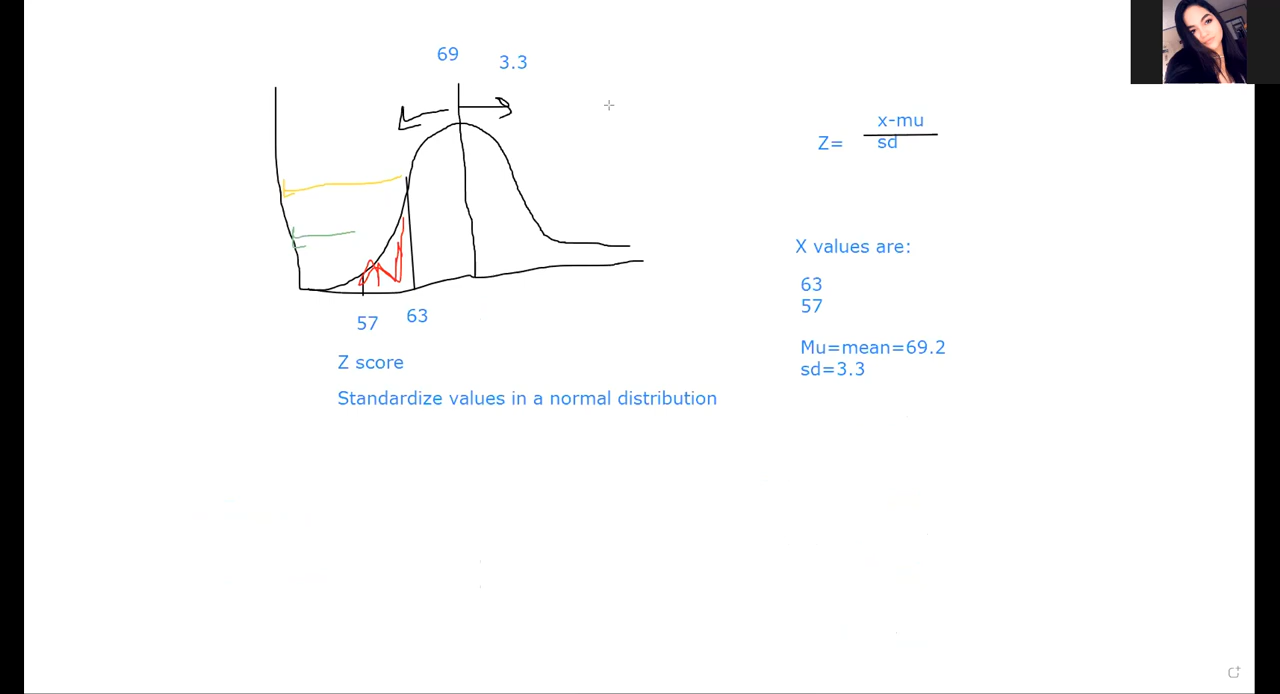 69
3.3
57
63
Z score
Standardize values in a normal distribution
x-mu
Z=
sd
X values are:
63
57
Mu=mean=69.2
sd=3.3